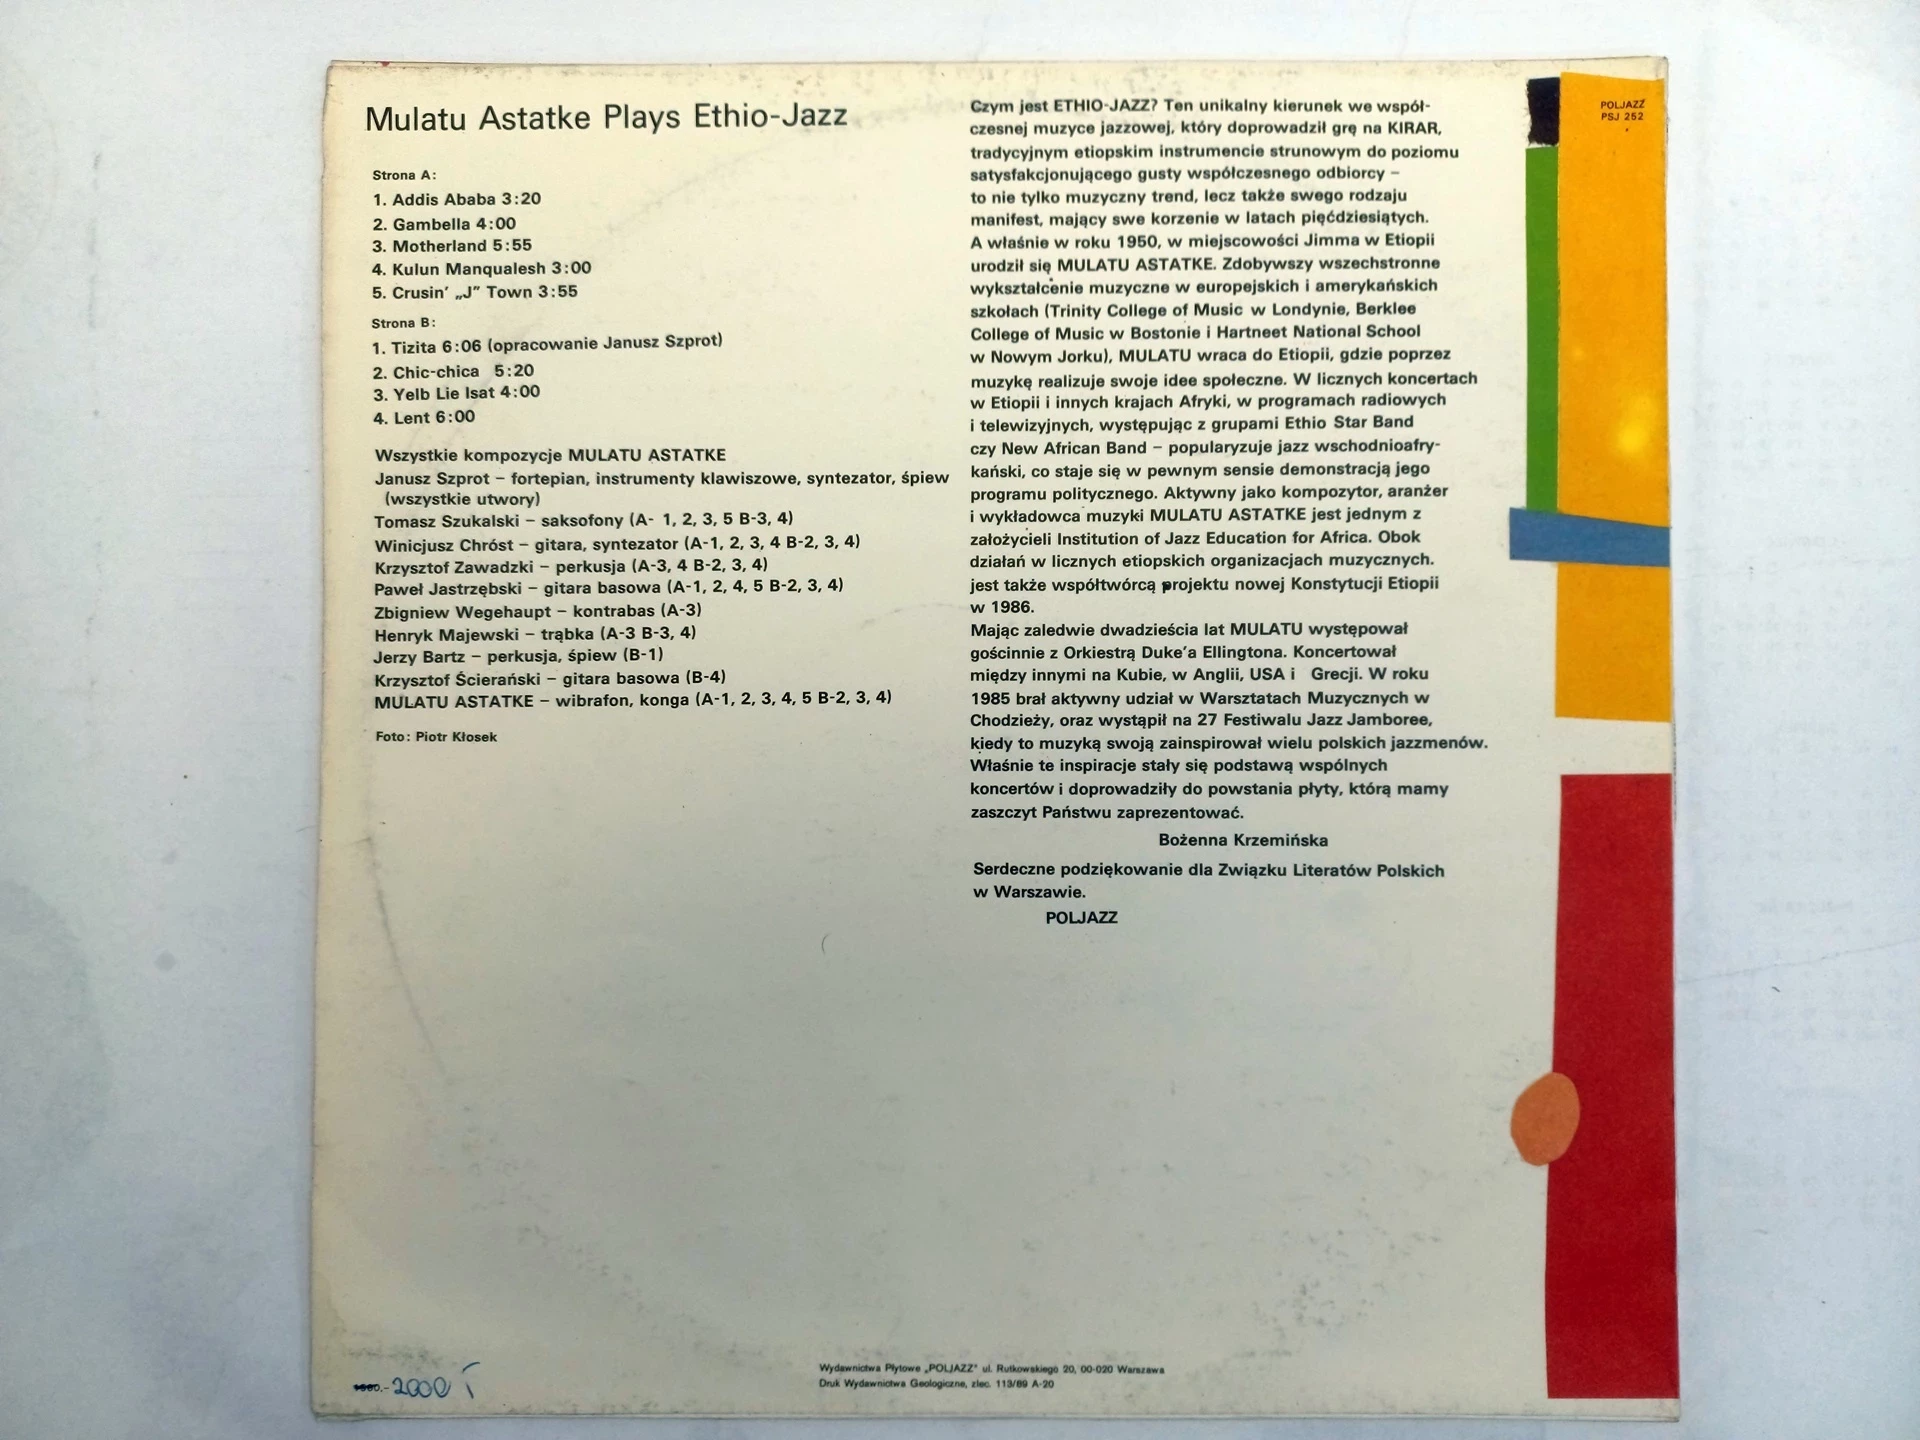 Mulatu Astatke Plays Ethio-Jazz
Strona A:
1. Addis Ababa 3:20
2. Gambella 4:00
3. Motherland 5:55
4. Kulun Manqualesh 3:00
5. Crusin' „J” Town 3:55
Strona B:
1. Tizita 6:06 (opracowanie Janusz Szprot)
2. Chic-chica 5:20
3. Yelb Lie Isat 4:00
4. Lent 6:00
Wszystkie kompozycje MULATU ASTATKE
Janusz Szprot – fortepian, instrumenty klawiszowe, syntezator, śpiew
(wszystkie utwory)
Tomasz Szukalski – saksofony (A- 1, 2, 3, 5 B-3, 4)
Winicjusz Chróst – gitara, syntezator (A-1, 2, 3, 4 B-2, 3, 4)
Krzysztof Zawadzki – perkusja (A-3, 4 B-2, 3, 4)
Paweł Jastrzębski – gitara basowa (A-1, 2, 4, 5 B-2, 3, 4)
Zbigniew Wegehaupt – kontrabas (A-3)
Henryk Majewski – trąbka (A-3 B-3, 4)
Jerzy Bartz – perkusja, śpiew (B-1)
Krzysztof Ścierański – gitara basowa (B-4)
MULATU ASTATKE – wibrafon, konga (A-1, 2, 3, 4, 5 B-2, 3, 4)
Foto: Piotr Kłosek
Czym jest ETHIO-JAZZ? Ten unikalny kierunek we współ-
czesnej muzyce jazzowej, który doprowadził grę na KIRAR,
tradycyjnym etiopskim instrumencie strunowym do poziomu
satysfakcjonującego gusty współczesnego odbiorcy –
to nie tylko muzyczny trend, lecz także swego rodzaju
manifest, mający swe korzenie w latach pięćdziesiątych.
A właśnie w roku 1950, w miejscowości Jimma w Etiopii
urodził się MULATU ASTATKE. Zdobywszy wszechstronne
wykształcenie muzyczne w europejskich i amerykańskich
szkołach (Trinity College of Music w Londynie, Berklee
College of Music w Bostonie i Hartneet National School
w Nowym Jorku), MULATU wraca do Etiopii, gdzie poprzez
muzykę realizuje swoje idee społeczne. W licznych koncertach
w Etiopii i innych krajach Afryki, w programach radiowych
i telewizyjnych, występując z grupami Ethio Star Band
czy New African Band – popularyzuje jazz wschodnioafry-
kański, co staje się w pewnym sensie demonstracją jego
programu politycznego. Aktywny jako kompozytor, aranżer
i wykładowca muzyki MULATU ASTATKE jest jednym z
założycieli Institution of Jazz Education for Africa. Obok
działań w licznych etiopskich organizacjach muzycznych.
jest także współtwórcą projektu nowej Konstytucji Etiopii
w 1986.
Mając zaledwie dwadzieścia lat MULATU występował
gościnnie z Orkiestrą Duke'a Ellingtona. Koncertował
między innymi na Kubie, w Anglii, USA i Grecji. W roku
1985 brał aktywny udział w Warsztatach Muzycznych w
Chodzieży, oraz wystąpił na 27 Festiwalu Jazz Jamboree,
kiedy to muzyką swoją zainspirował wielu polskich jazzmenów.
Właśnie te inspiracje stały się podstawą wspólnych
koncertów i doprowadziły do powstania płyty, którą mamy
zaszczyt Państwu zaprezentować.
Bożenna Krzemińska
Serdeczne podziękowanie dla Związku Literatów Polskich
w Warszawie.
POLJAZZ
POLJAZZ
PSJ 252
2000
Wydawnictwa Płytowe „POLJAZZ” ul. Rutkowskiego 20, 00-020 Warszawa
Druk Wydawnictwa Geologiczne, zlec. 113/89 A-20